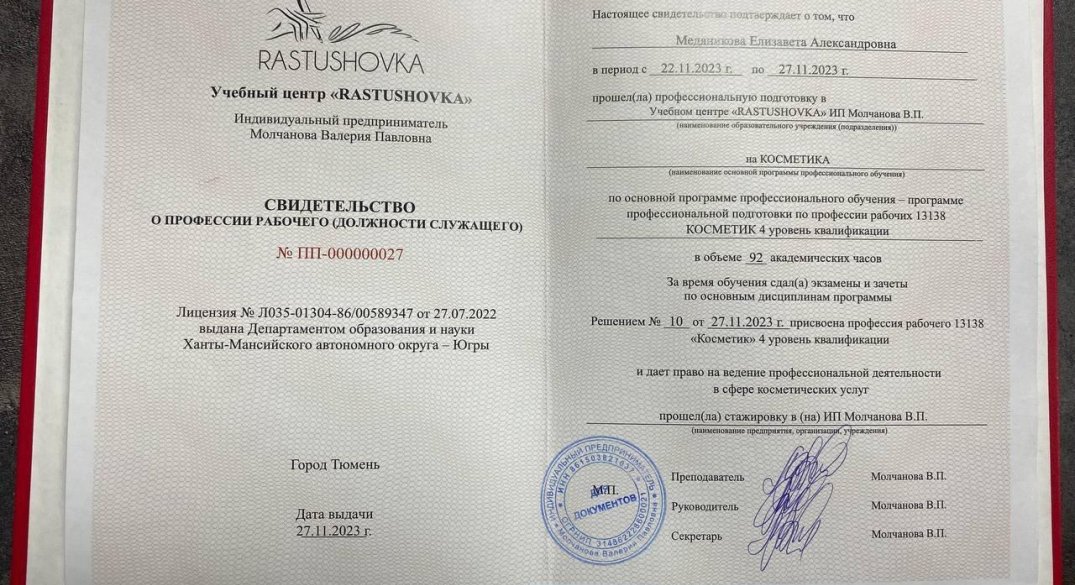 RASTUSHOVKA
Учебный центр «RASTUSHOVKA»
Индивидуальный предприниматель
Молчанова Валерия Павловна
СВИДЕТЕЛЬСТВО
О ПРОФЕССИИ РАБОЧЕГО (ДОЛЖНОСТИ СЛУЖАЩЕГО)
№ ПП-000000027
Лицензия № Л035-01304-86/00589347 от 27.07.2022
выдана Департаментом образования и науки
Ханты-Мансийского автономного округа – Югры
Город Тюмень
Дата выдачи
27.11.2023 г.
Настоящее свидетельство подтверждает о том, что
Медяникова Елизавета Александровна
в период с 22.11.2023 г. по 27.11.2023 г.
прошел(ла) профессиональную подготовку в
Учебном центре «RASTUSHOVKA» ИП Молчанова В.П.
(наименование образовательного учреждения (подразделения))
на КОСМЕТИКА
(наименование основной программы профессионального обучения)
по основной программе профессионального обучения – программе
профессиональной подготовки по профессии рабочих 13138
КОСМЕТИК 4 уровень квалификации
в объеме 92 академических часов
За время обучения сдал(а) экзамены и зачеты
по основным дисциплинам программы
Решением № 10 от 27.11.2023 г. присвоена профессия рабочего 13138
«Косметик» 4 уровень квалификации
и дает право на ведение профессиональной деятельности
в сфере косметических услуг
прошел(ла) стажировку в (на) ИП Молчанова В.П.
(наименование предприятия, организации, учреждения)
М.П.
Преподаватель Молчанова В.П.
Руководитель Молчанова В.П.
Секретарь Молчанова В.П.
ИНДИВИДУАЛЬНЫЙ ПРЕДПРИНИМАТЕЛЬ
Молчанова Валерия Павловна
ИНН 861503821637
ДЛЯ
ДОКУМЕНТОВ